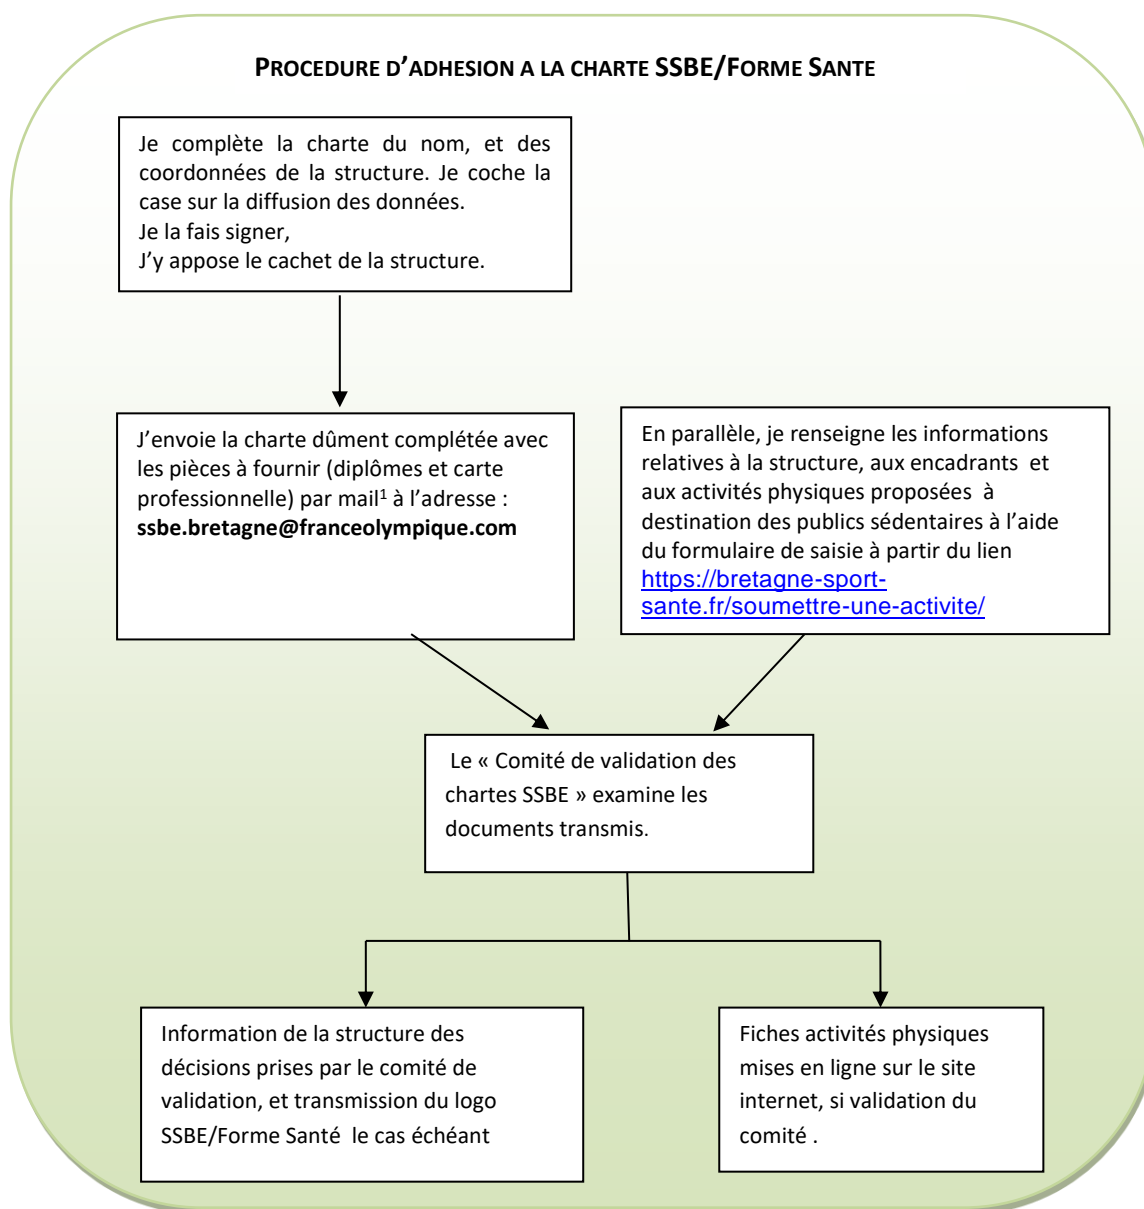 PROCEDURE D’ADHESION A LA CHARTE SSBE/FORME SANTE
Je complète la charte du nom, et des
coordonnées de la structure. Je coche la
case sur la diffusion des données.
Je la fais signer,
J’y appose le cachet de la structure.
J’envoie la charte dûment complétée avec
les pièces à fournir (diplômes et carte
professionnelle) par mail¹ à l’adresse :
ssbe.bretagne@franceolympique.com
En parallèle, je renseigne les informations
relatives à la structure, aux encadrants et
aux activités physiques proposées à
destination des publics sédentaires à l’aide
du formulaire de saisie à partir du lien
https://bretagne-sport-
sante.fr/soumettre-une-activite/
Le « Comité de validation des
chartes SSBE » examine les
documents transmis.
Information de la structure des
décisions prises par le comité de
validation, et transmission du logo
SSBE/Forme Santé le cas échéant
Fiches activités physiques
mises en ligne sur le site
internet, si validation du
comité .